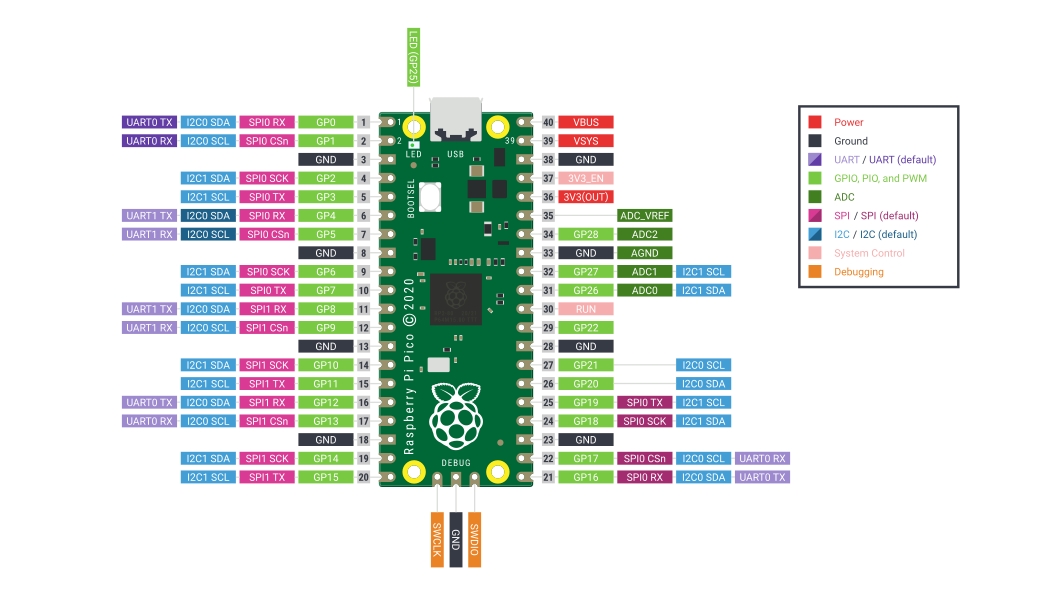 LED (GP25)
UART0 TX I2C0 SDA SPI0 RX GP0 1 1 40 VBUS
UART0 RX I2C0 SCL SPI0 CSn GP1 2 2 39 39 VSYS
LED USB
GND 3 38 GND
I2C1 SDA SPI0 SCK GP2 4 37 3V3_EN
I2C1 SCL SPI0 TX GP3 5 36 3V3(OUT)
BOOTSEL
UART1 TX I2C0 SDA SPI0 RX GP4 6 35 ADC_VREF
UART1 RX I2C0 SCL SPI0 CSn GP5 7 34 GP28 ADC2
GND 8 33 GND AGND
I2C1 SDA SPI0 SCK GP6 9 32 GP27 ADC1 I2C1 SCL
I2C1 SCL SPI0 TX GP7 10 31 GP26 ADC0 I2C1 SDA
UART1 TX I2C0 SDA SPI1 RX GP8 11 30 RUN
UART1 RX I2C0 SCL SPI1 CSn GP9 12 29 GP22
GND 13 28 GND
Raspberry Pi Pico © 2020
I2C1 SDA SPI1 SCK GP10 14 27 GP21 I2C0 SCL
I2C1 SCL SPI1 TX GP11 15 26 GP20 I2C0 SDA
UART0 TX I2C0 SDA SPI1 RX GP12 16 25 GP19 SPI0 TX I2C1 SCL
UART0 RX I2C0 SCL SPI1 CSn GP13 17 24 GP18 SPI0 SCK I2C1 SDA
GND 18 23 GND
I2C1 SDA SPI1 SCK GP14 19 22 GP17 SPI0 CSn I2C0 SCL UART0 RX
DEBUG
I2C1 SCL SPI1 TX GP15 20 21 GP16 SPI0 RX I2C0 SDA UART0 TX
SWCLK
GND
SWDIO
Power
Ground
UART / UART (default)
GPIO, PIO, and PWM
ADC
SPI / SPI (default)
I2C / I2C (default)
System Control
Debugging